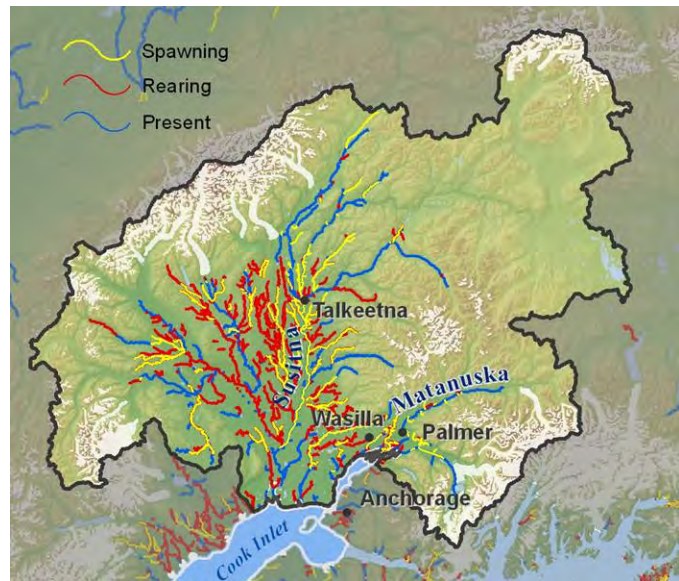 Spawning
Rearing
Present
Talkeetna
Susitna
Matanuska
Wasilla
Palmer
Anchorage
Cook Inlet